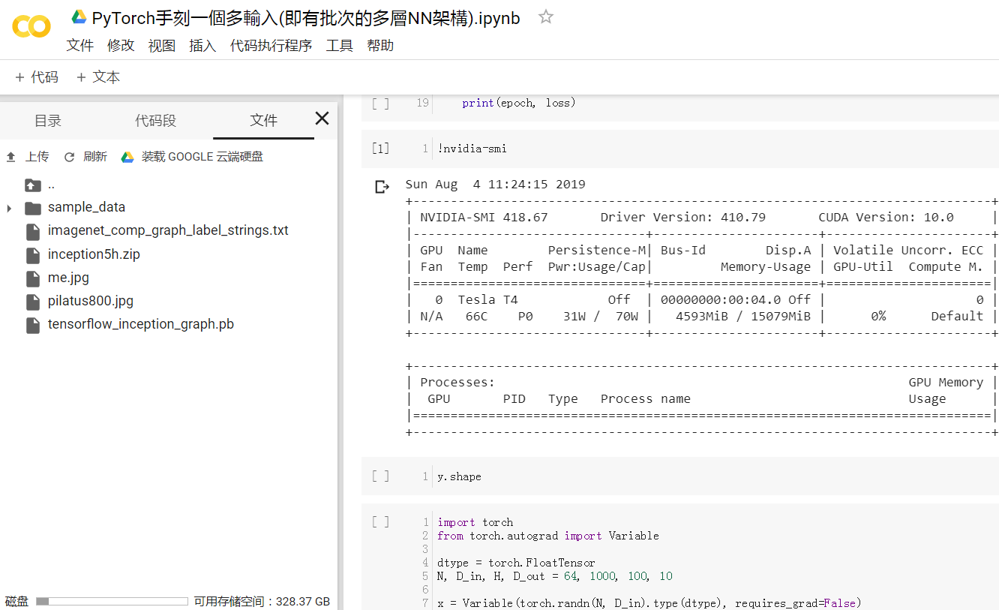 PyTorch手刻一個多輸入(即有批次的多層NN架構).ipynb
文件 修改 视图 插入 代码执行程序 工具 帮助
+ 代码 + 文本
目录 代码段 文件
上传 刷新 装载 GOOGLE 云端硬盘
..
sample_data
imagenet_comp_graph_label_strings.txt
inception5h.zip
me.jpg
pilatus800.jpg
tensorflow_inception_graph.pb
磁盘 可用存储空间：328.37 GB
[ ] 19 print(epoch, loss)
[1] 1 !nvidia-smi
Sun Aug  4 11:24:15 2019
+-----------------------------------------------------------------------------+
| NVIDIA-SMI 418.67       Driver Version: 410.79       CUDA Version: 10.0     |
|-------------------------------+----------------------+----------------------+
| GPU  Name        Persistence-M| Bus-Id        Disp.A | Volatile Uncorr. ECC |
| Fan  Temp  Perf  Pwr:Usage/Cap|         Memory-Usage | GPU-Util  Compute M. |
|===============================+======================+======================|
|   0  Tesla T4            Off  | 00000000:00:04.0 Off |                    0 |
| N/A   66C    P0    31W /  70W |   4593MiB / 15079MiB |      0%      Default |
+-------------------------------+----------------------+----------------------+
+-----------------------------------------------------------------------------+
| Processes:                                                       GPU Memory |
|  GPU       PID   Type   Process name                             Usage      |
|=============================================================================|
+-----------------------------------------------------------------------------+
[ ] 1 y.shape
[ ] 1 import torch
2 from torch.autograd import Variable
3
4 dtype = torch.FloatTensor
5 N, D_in, H, D_out = 64, 1000, 100, 10
6
7 x = Variable(torch.randn(N, D_in).type(dtype), requires_grad=False)